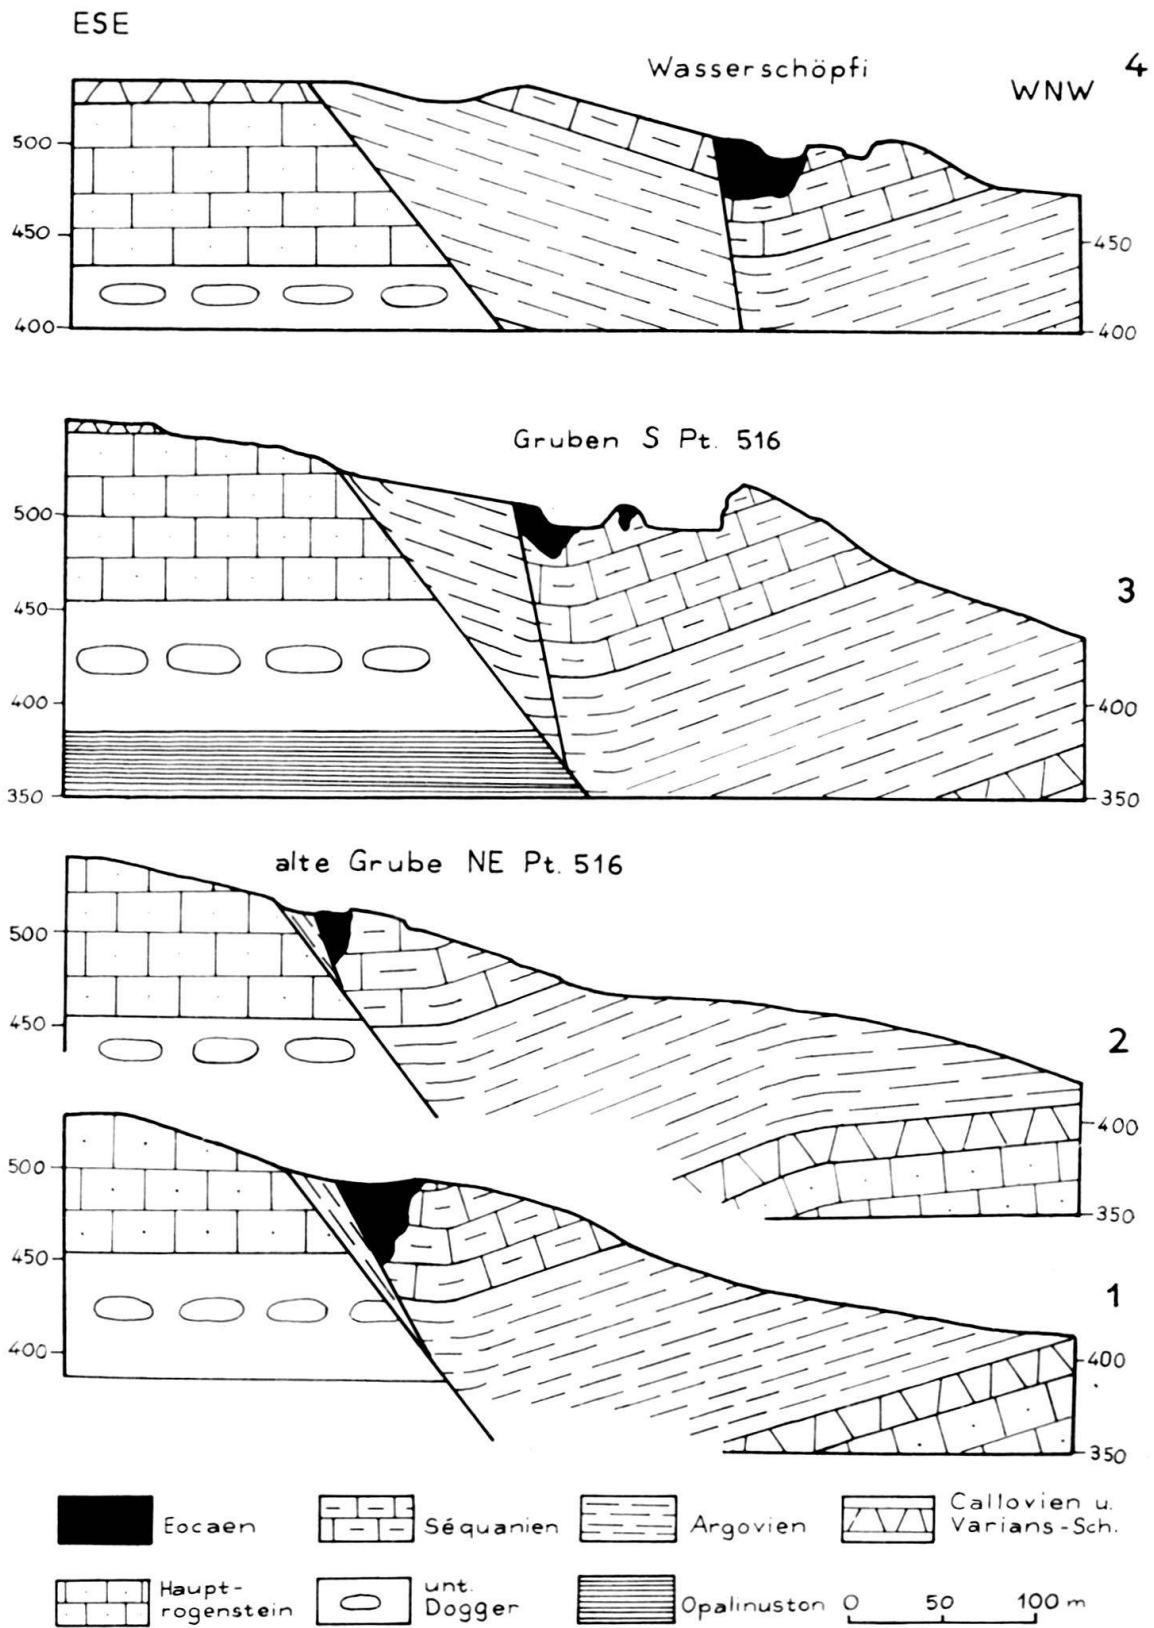 ESE
Wasserschöpfi
4
WNW
500
450
400
450
400
Gruben S Pt. 516
500
450
400
350
3
400
350
alte Grube NE Pt. 516
500
450
2
400
350
500
450
400
1
400
350
Eocaen
Séquanien
Argovien
Callovien u.
Varians-Sch.
Haupt-
rogenstein
unt.
Dogger
Opalinuston
0 50 100 m